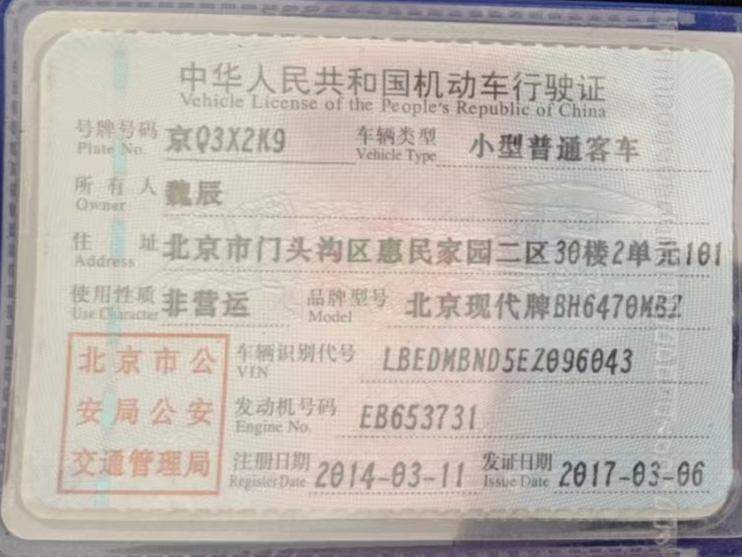 中华人民共和国机动车行驶证
Vehicle License of the People's Republic of China
号牌号码 京Q3X2K9 车辆类型 小型普通客车
Plate No. Vehicle Type
所有人 魏辰
Owner
住址 北京市门头沟区惠民家园二区30楼2单元101
Address
使用性质 非营运 品牌型号 北京现代牌BH6470MBZ
Use Character Model
北京市公 车辆识别代号 LBEDMBND5EZ096043
VIN
安局公安 发动机号码 EB653731
Engine No.
交通管理局 注册日期 2014-03-11 发证日期 2017-03-06
Register Date Issue Date